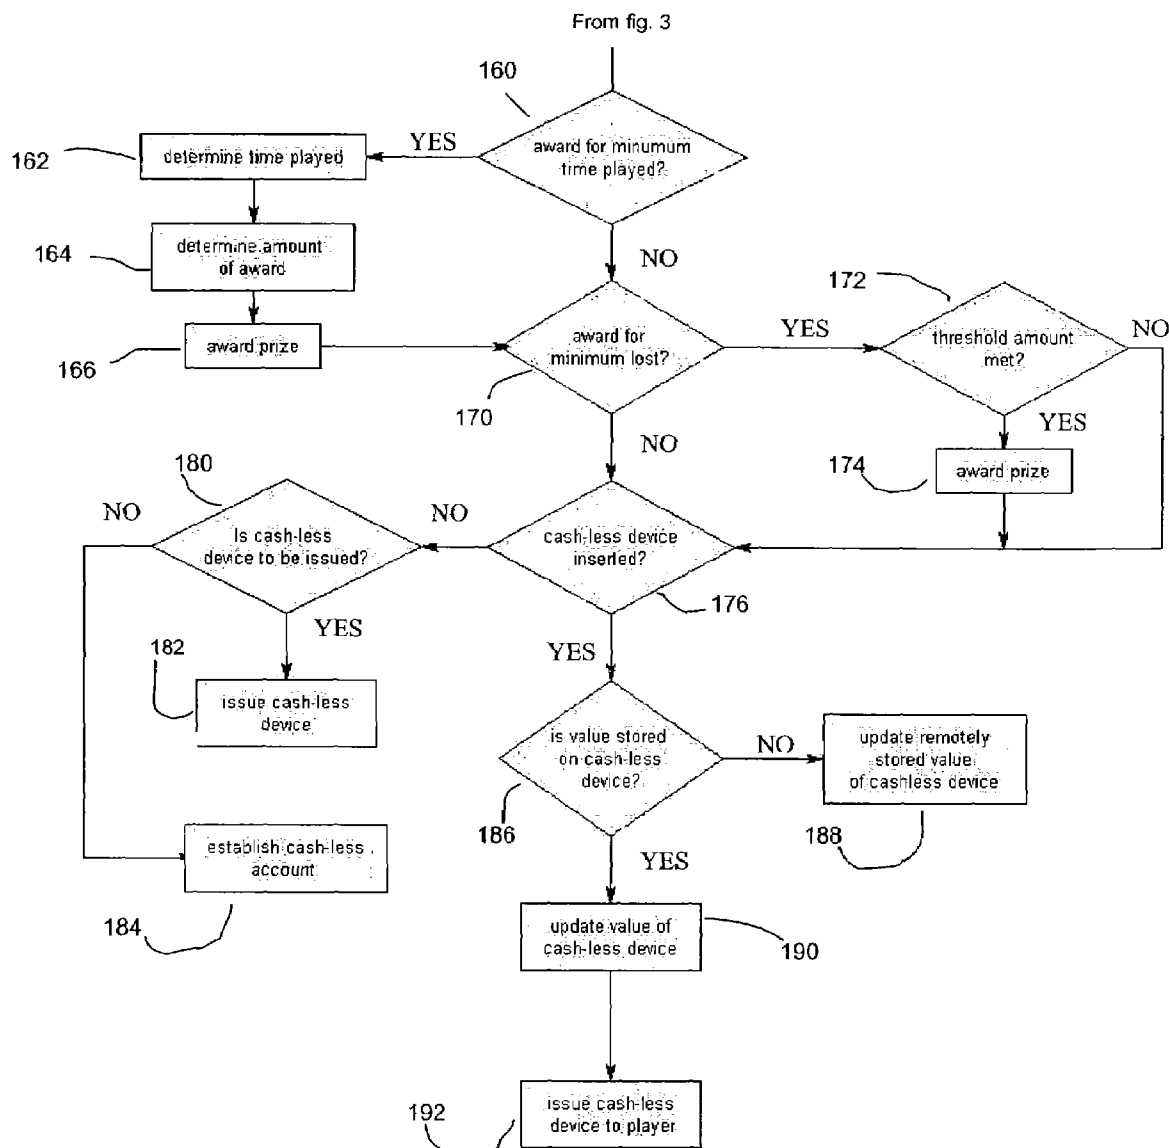 From fig. 3
160
award for minumum
time played?
YES
determine time played
162
NO
determine amount
of award
164
award prize
166
award for
minimum lost?
170
YES
172
threshold amount
met?
NO
YES
award prize
174
NO
cash-less device
inserted?
176
NO
180
Is cash-less
device to be issued?
NO
YES
182
issue cash-less
device
establish cash-less
account
184
YES
is value stored
on cash-less
device?
186
NO
update remotely
stored value
of cashless device
188
YES
update value of
cash-less device
190
issue cash-less
device to player
192